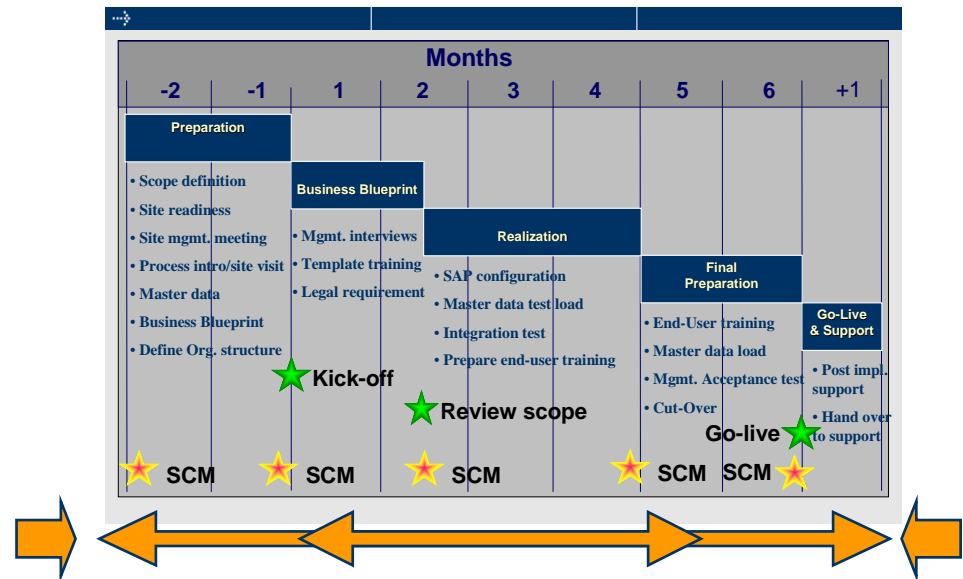 Months
-2 -1 1 2 3 4 5 6 +1
Preparation
• Scope definition
• Site readiness
• Site mgmt. meeting
• Process intro/site visit
• Master data
• Business Blueprint
• Define Org. structure
Business Blueprint
• Mgmt. interviews
• Template training
• Legal requirement
Realization
• SAP configuration
• Master data test load
• Integration test
• Prepare end-user training
Final
Preparation
• End-User training
• Master data load
• Mgmt. Acceptance test
• Cut-Over
Go-Live
& Support
• Post impl.
support
• Hand over
to support
Kick-off
Review scope
Go-live
SCM SCM SCM SCM SCM